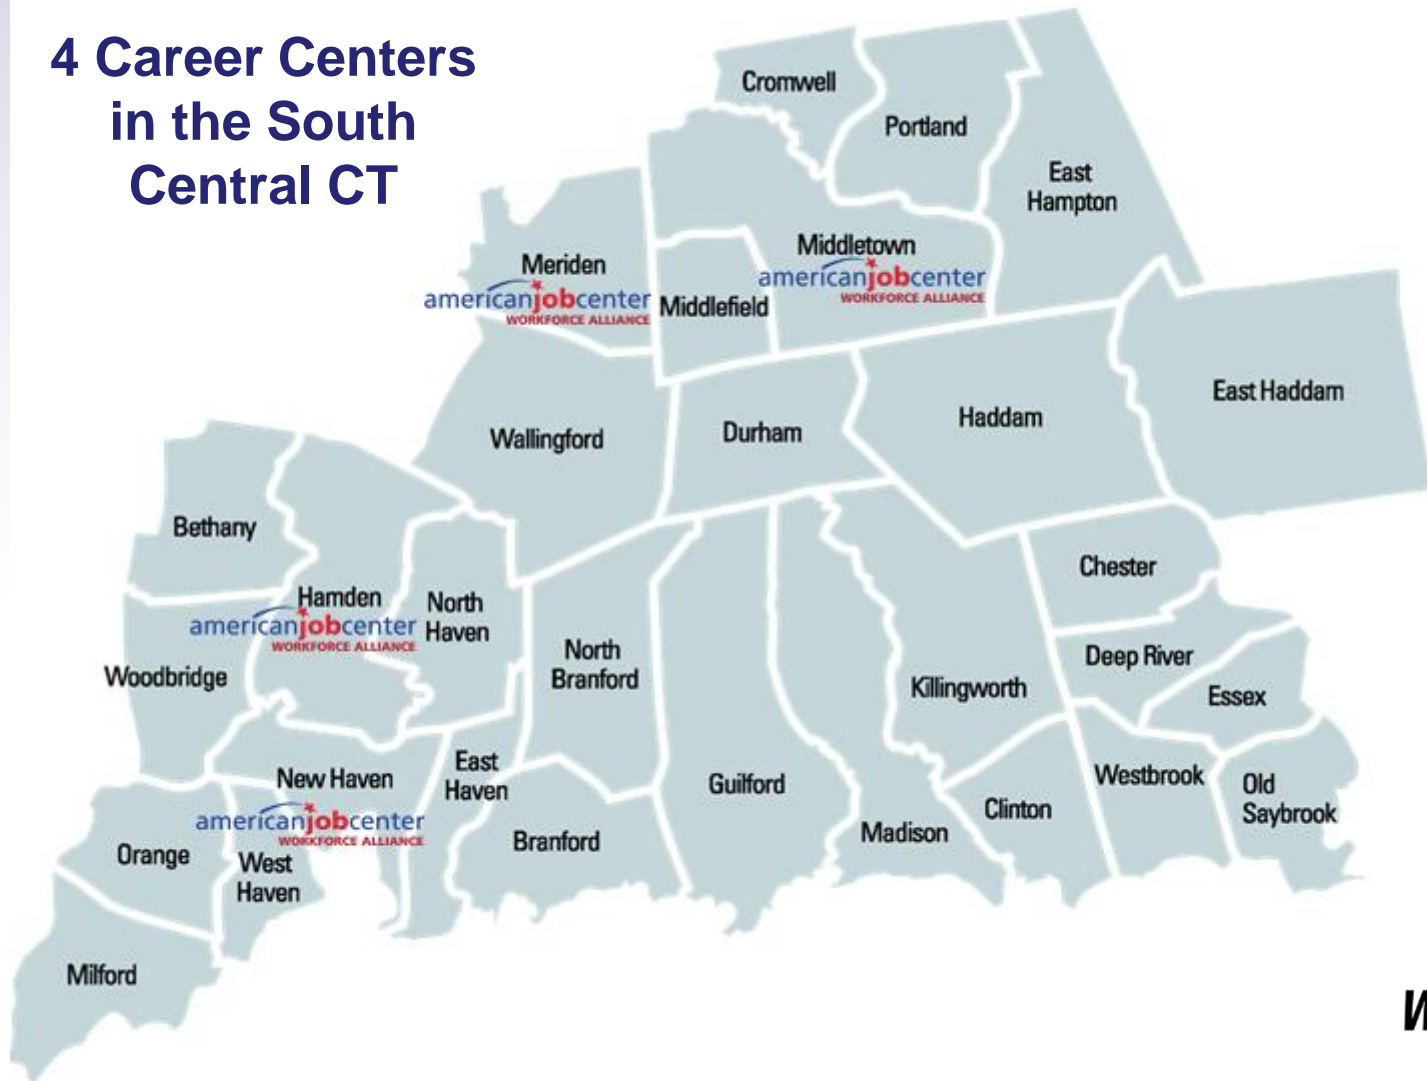 4 Career Centers
in the South
Central CT
Cromwell
Portland
East
Hampton
Meriden
americanjobcenter
WORKFORCE ALLIANCE
Middletown
americanjobcenter
WORKFORCE ALLIANCE
Middlefield
East Haddam
Haddam
Durham
Wallingford
Bethany
Hamden
americanjobcenter
WORKFORCE ALLIANCE
North
Haven
Chester
Woodbridge
North
Branford
Deep River
Killingworth
Essex
New Haven
americanjobcenter
WORKFORCE ALLIANCE
East
Haven
Guilford
Westbrook
Old
Saybrook
Clinton
Madison
Branford
Orange
West
Haven
Milford